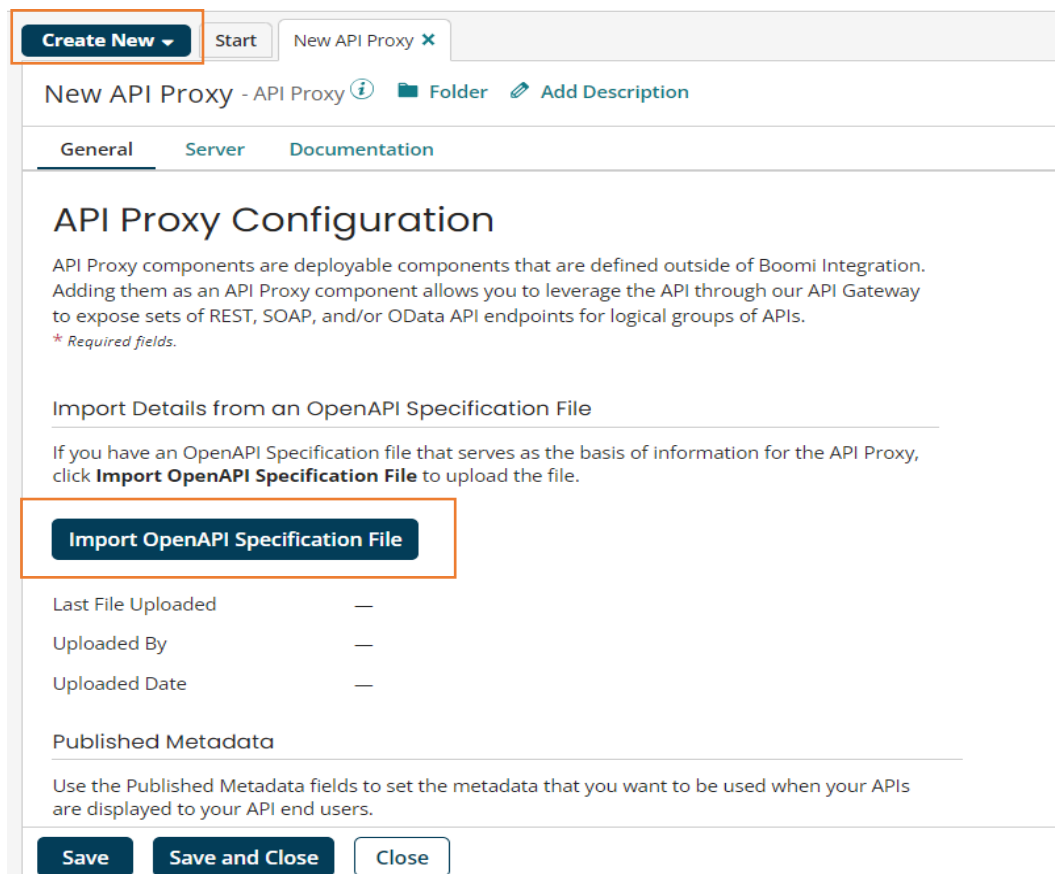 Create New Start New API Proxy ×
New API Proxy - API Proxy i Folder Add Description
General Server Documentation
API Proxy Configuration
API Proxy components are deployable components that are defined outside of Boomi Integration.
Adding them as an API Proxy component allows you to leverage the API through our API Gateway
to expose sets of REST, SOAP, and/or OData API endpoints for logical groups of APIs.
* Required fields.
Import Details from an OpenAPI Specification File
If you have an OpenAPI Specification file that serves as the basis of information for the API Proxy,
click Import OpenAPI Specification File to upload the file.
Import OpenAPI Specification File
Last File Uploaded —
Uploaded By —
Uploaded Date —
Published Metadata
Use the Published Metadata fields to set the metadata that you want to be used when your APIs
are displayed to your API end users.
Save Save and Close Close